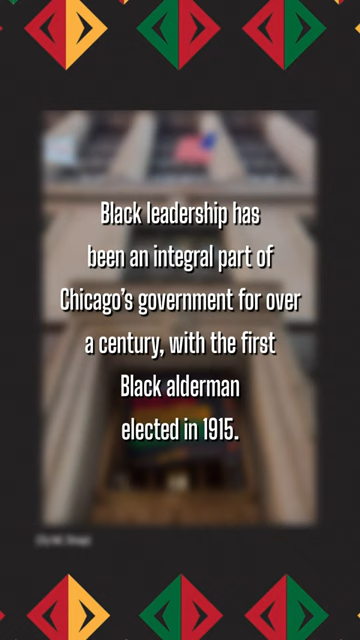 Black leadership has
been an integral part of
Chicago's government for over
a century, with the first
Black alderman
elected in 1915.